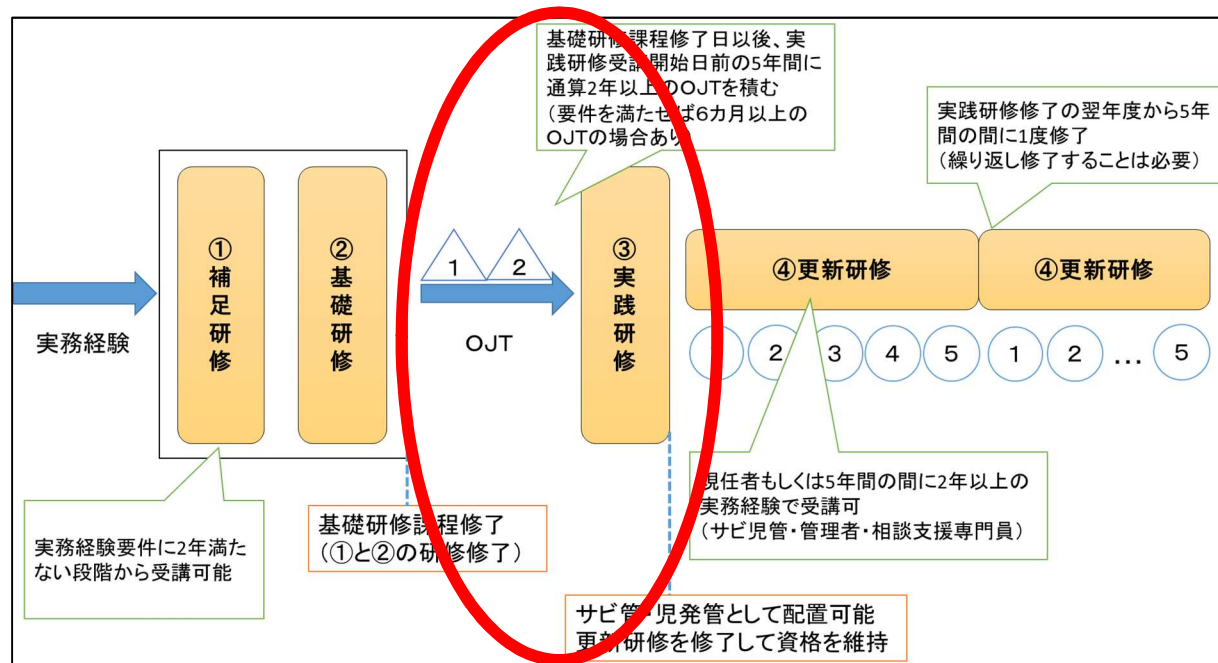 基礎研修課程修了日以後、実
践研修受講開始日前の5年間に
通算2年以上のOJTを積む
(要件を満たせば6カ月以上の
OJTの場合あり)
実践研修修了の翌年度から5年
間の間に1度修了
(繰り返し修了することは必要)
実務経験
①補足研修
②基礎研修
1
2
OJT
③実践研修
④更新研修
④更新研修
2
3
4
5
1
2
…
5
実務経験要件に2年満た
ない段階から受講可能
基礎研修課程修了
(①と②の研修修了)
現任者もしくは5年間の間に2年以上の
実務経験で受講可
(サビ児管・管理者・相談支援専門員)
サビ管・児発管として配置可能
更新研修を修了して資格を維持